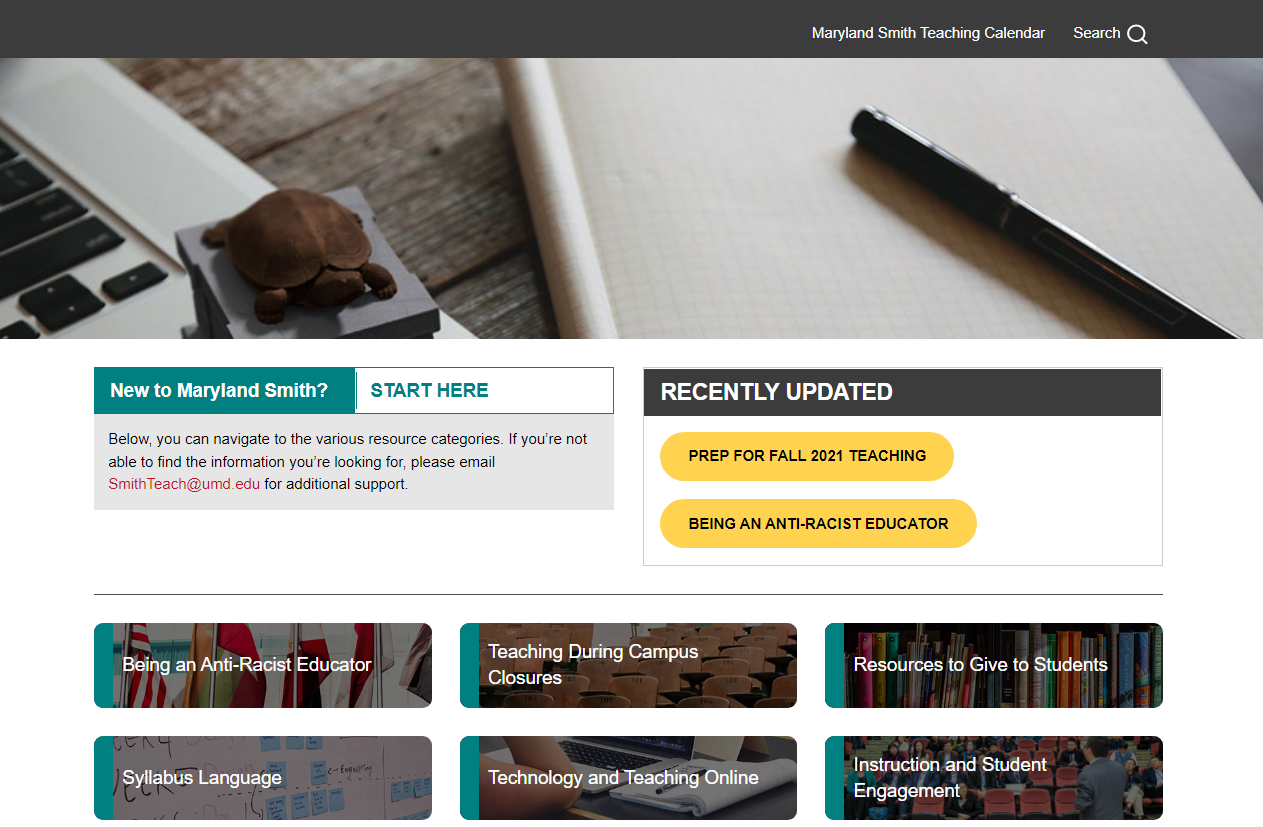 Maryland Smith Teaching Calendar Search
New to Maryland Smith? START HERE
Below, you can navigate to the various resource categories. If you’re not
able to find the information you’re looking for, please email
SmithTeach@umd.edu for additional support.
RECENTLY UPDATED
PREP FOR FALL 2021 TEACHING
BEING AN ANTI-RACIST EDUCATOR
Being an Anti-Racist Educator
Teaching During Campus
Closures
Resources to Give to Students
Syllabus Language
Technology and Teaching Online
Instruction and Student
Engagement